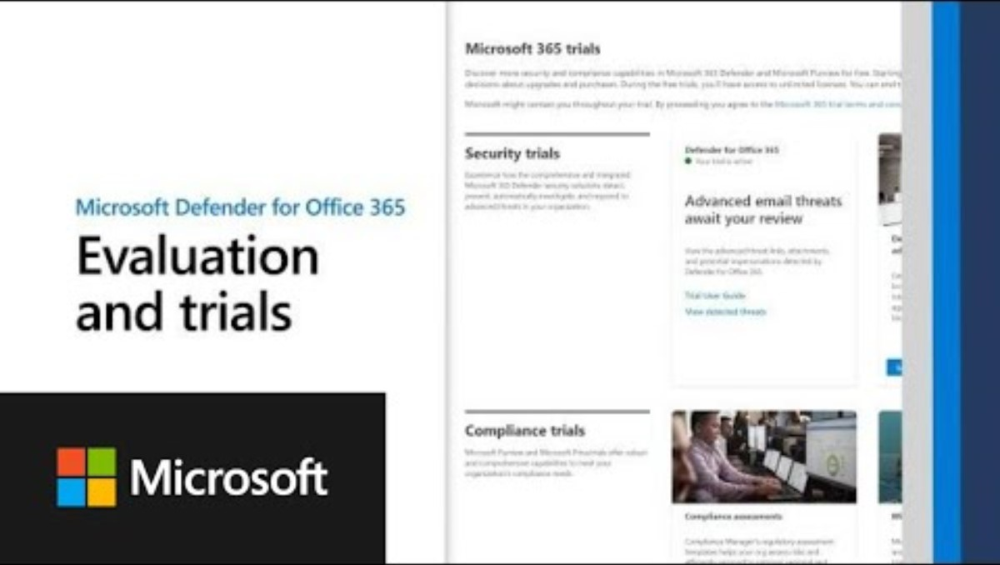 Microsoft Defender for Office 365
Evaluation
and trials
Microsoft
Microsoft 365 trials
Discover more security and compliance capabilities in Microsoft 365 Defender and Microsoft Purview for free. Starting
decisions about upgrades and purchases. During the free trials, you'll have access to unlimited licenses. You can end
Microsoft might contact you throughout your trial. By proceeding you agree to the Microsoft 365 trial terms and
Security trials
Experience how the comprehensive and integrated
Microsoft 365 Defender security solutions detect,
prevent, automatically investigate, and respond to
advanced threats in your organization.
Defender for Office 365
Your trial is active
Advanced email threats
await your review
View the advanced threat links, attachments,
and potential impersonations detected by
Defender for Office 365.
Trial User Guide
View detected threats
Compliance trials
Microsoft Purview and Microsoft Priva trials offer robust
and comprehensive capabilities to meet your
organization's compliance needs.
Compliance assessments
Compliance Manager's regulatory assessment
templates helps your org assess risks and